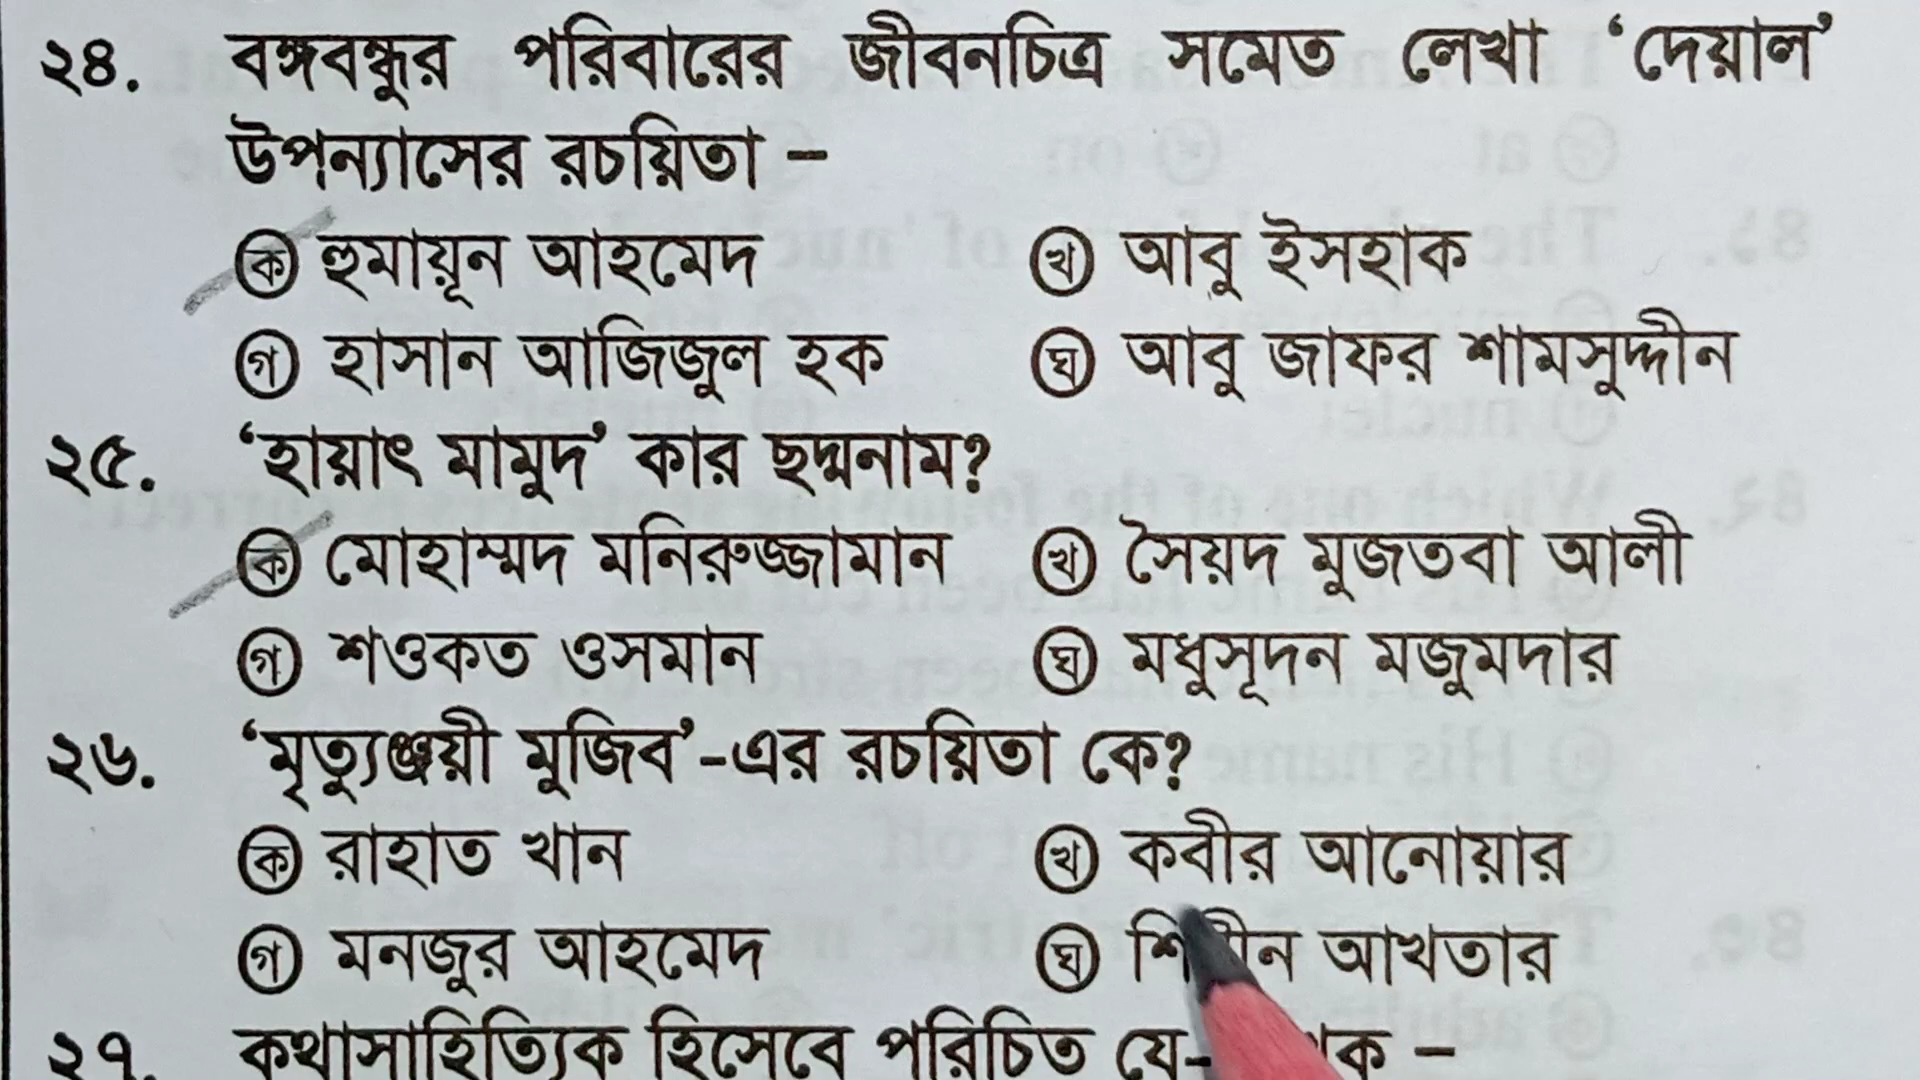 ২৪. বঙ্গবন্ধুর পরিবারের জীবনচিত্র সমেত লেখা ‘দেয়াল’
উপন্যাসের রচয়িতা –
ক হুমায়ূন আহমেদ খ আবু ইসহাক
গ হাসান আজিজুল হক ঘ আবু জাফর শামসুদ্দীন
২৫. ‘হায়াৎ মামুদ’ কার ছদ্মনাম?
ক মোহাম্মদ মনিরুজ্জামান খ সৈয়দ মুজতবা আলী
গ শওকত ওসমান ঘ মধুসূদন মজুমদার
২৬. ‘মৃত্যুঞ্জয়ী মুজিব’-এর রচয়িতা কে?
ক রাহাত খান খ কবীর আনোয়ার
গ মনজুর আহমেদ ঘ আখতার
২৭. কথাসাহিত্যিক হিসেবে পরিচিত যে- –